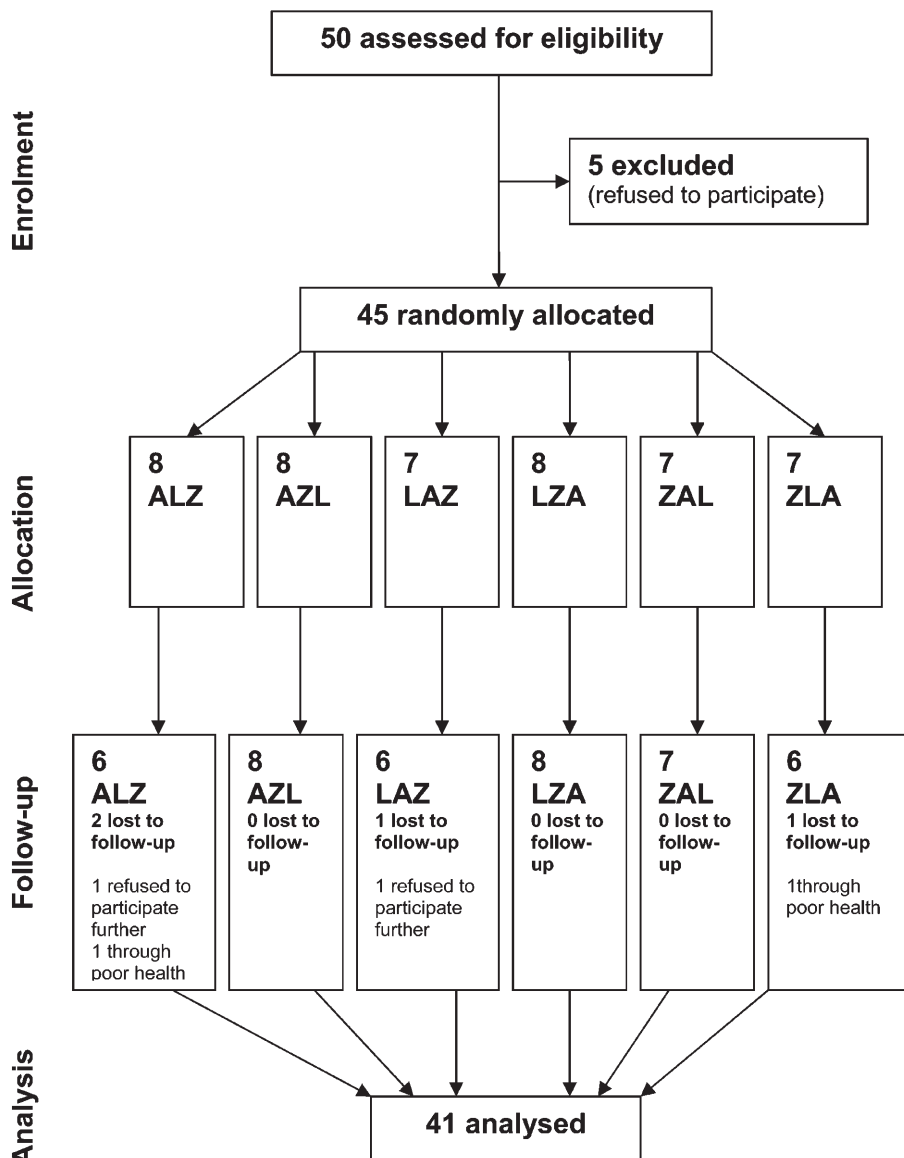 50 assessed for eligibility
Enrolment
5 excluded
(refused to participate)
45 randomly allocated
Allocation
8
ALZ
8
AZL
7
LAZ
8
LZA
7
ZAL
7
ZLA
Follow-up
6
ALZ
2 lost to
follow-up
1 refused to
participate
further
1 through
poor health
8
AZL
0 lost to
follow-
up
6
LAZ
1 lost to
follow-up
1 refused to
participate
further
8
LZA
0 lost to
follow-
up
7
ZAL
0 lost to
follow-
up
6
ZLA
1 lost to
follow-up
1through
poor health
Analysis
41 analysed